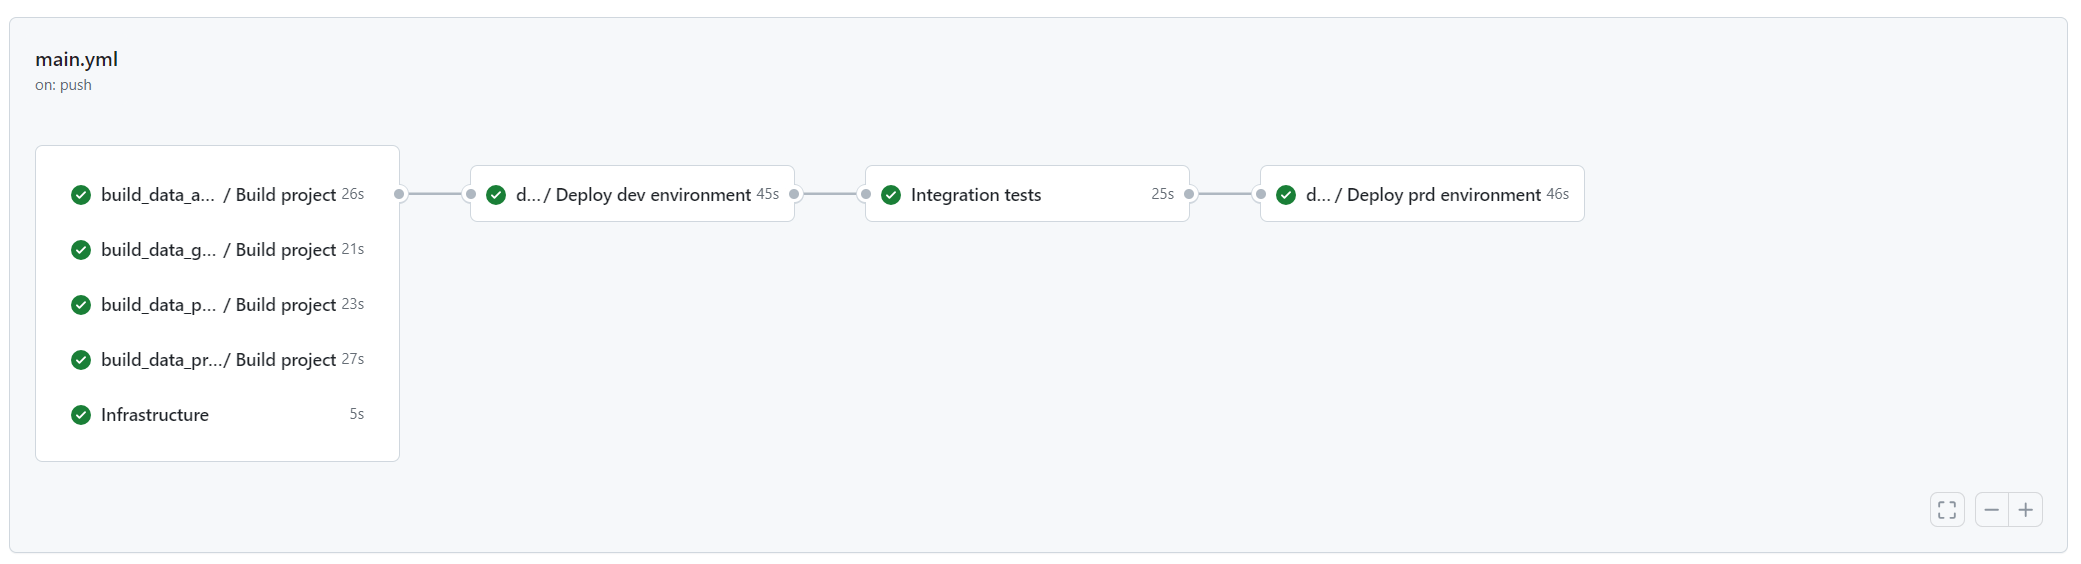 main.yml
on: push
build_data_a... / Build project 26s
build_data_g... / Build project 21s
build_data_p... / Build project 23s
build_data_pr.../ Build project 27s
Infrastructure 5s
d... / Deploy dev environment 45s
Integration tests 25s
d... / Deploy prd environment 46s